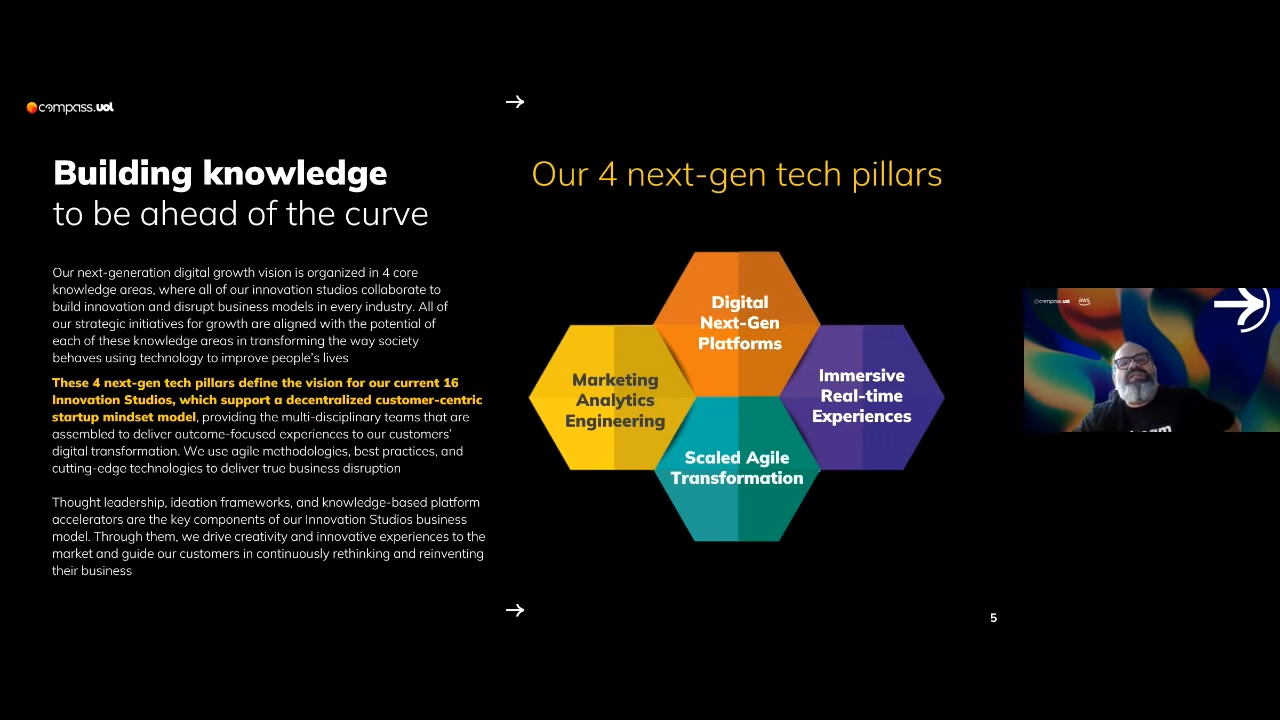 compass.uol
Building knowledge
to be ahead of the curve
Our next-generation digital growth vision is organized in 4 core
knowledge areas, where all of our innovation studios collaborate to
build innovation and disrupt business models in every industry. All of
our strategic initiatives for growth are aligned with the potential of
each of these knowledge areas in transforming the way society
behaves using technology to improve people's lives
These 4 next-gen tech pillars define the vision for our current 16
Innovation Studios, which support a decentralized customer-centric
startup mindset model, providing the multi-disciplinary teams that are
assembled to deliver outcome-focused experiences to our customers'
digital transformation. We use agile methodologies, best practices, and
cutting-edge technologies to deliver true business disruption
Thought leadership, ideation frameworks, and knowledge-based platform
accelerators are the key components of our Innovation Studios business
model. Through them, we drive creativity and innovative experiences to the
market and guide our customers in continuously rethinking and reinventing
their business
Our 4 next-gen tech pillars
Digital
Next-Gen
Platforms
Marketing
Analytics
Engineering
Immersive
Real-time
Experiences
Scaled Agile
Transformation
5
compass.uol aws